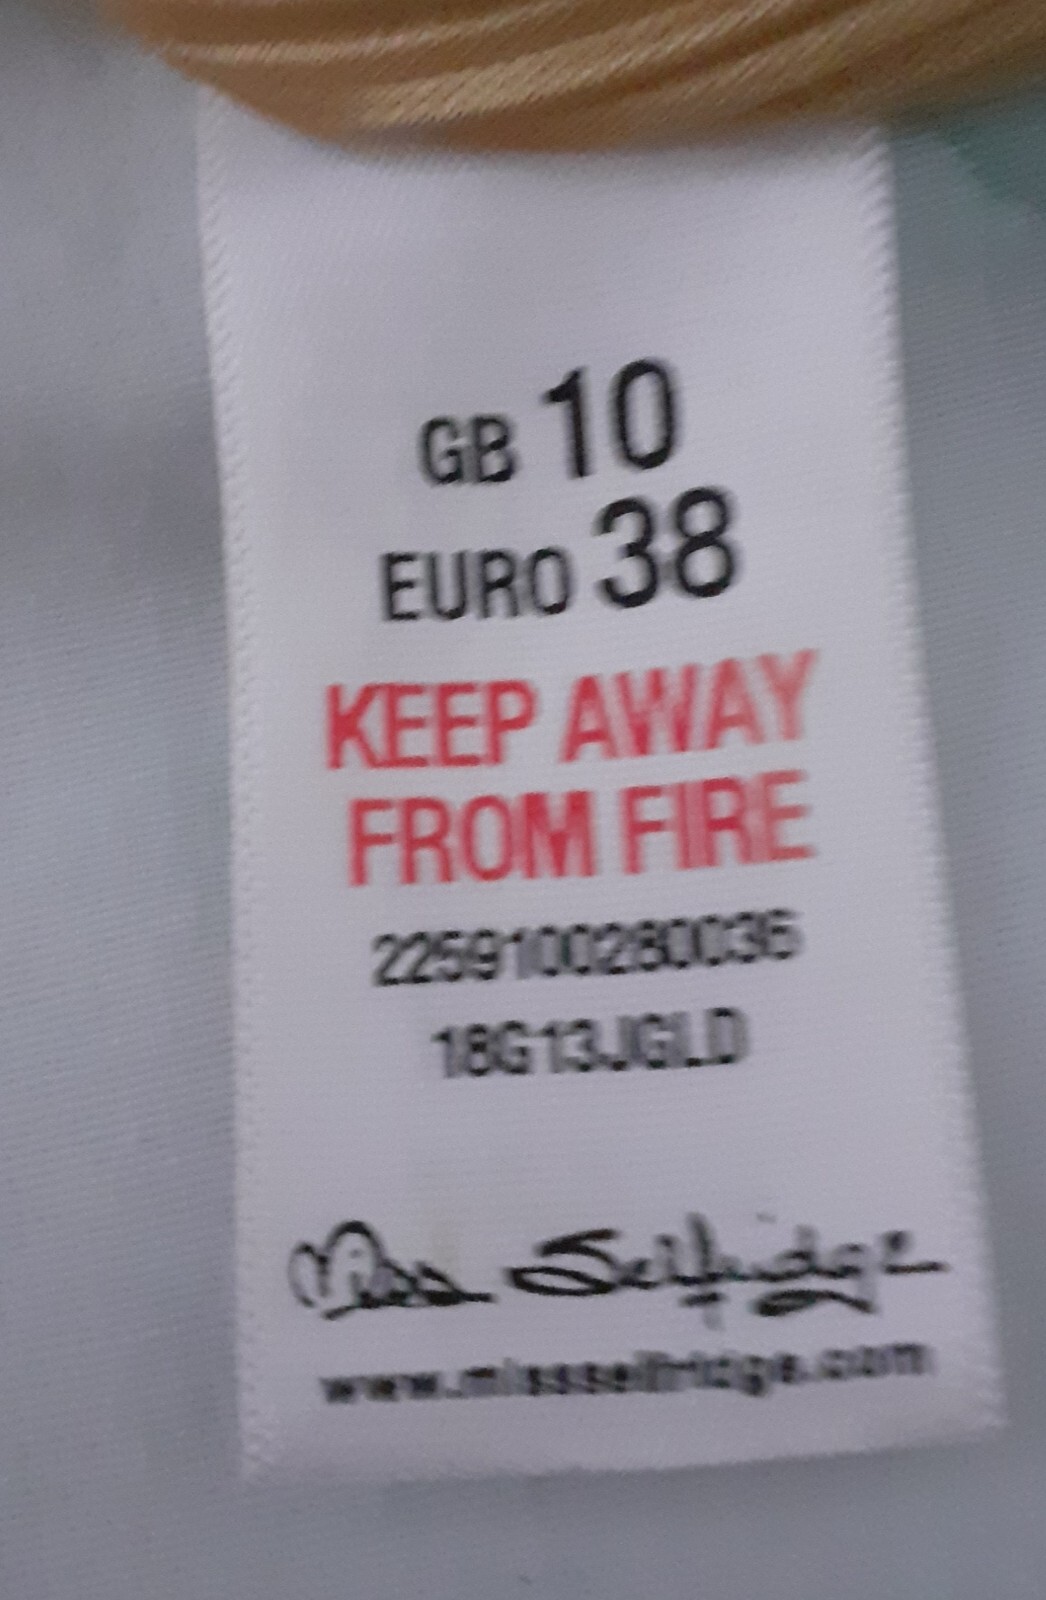 GB 10
EURO 38
KEEP AWAY
FROM FIRE
2259100280036
18G13JGLD
Miss Selfridge
www.missselfridge.com